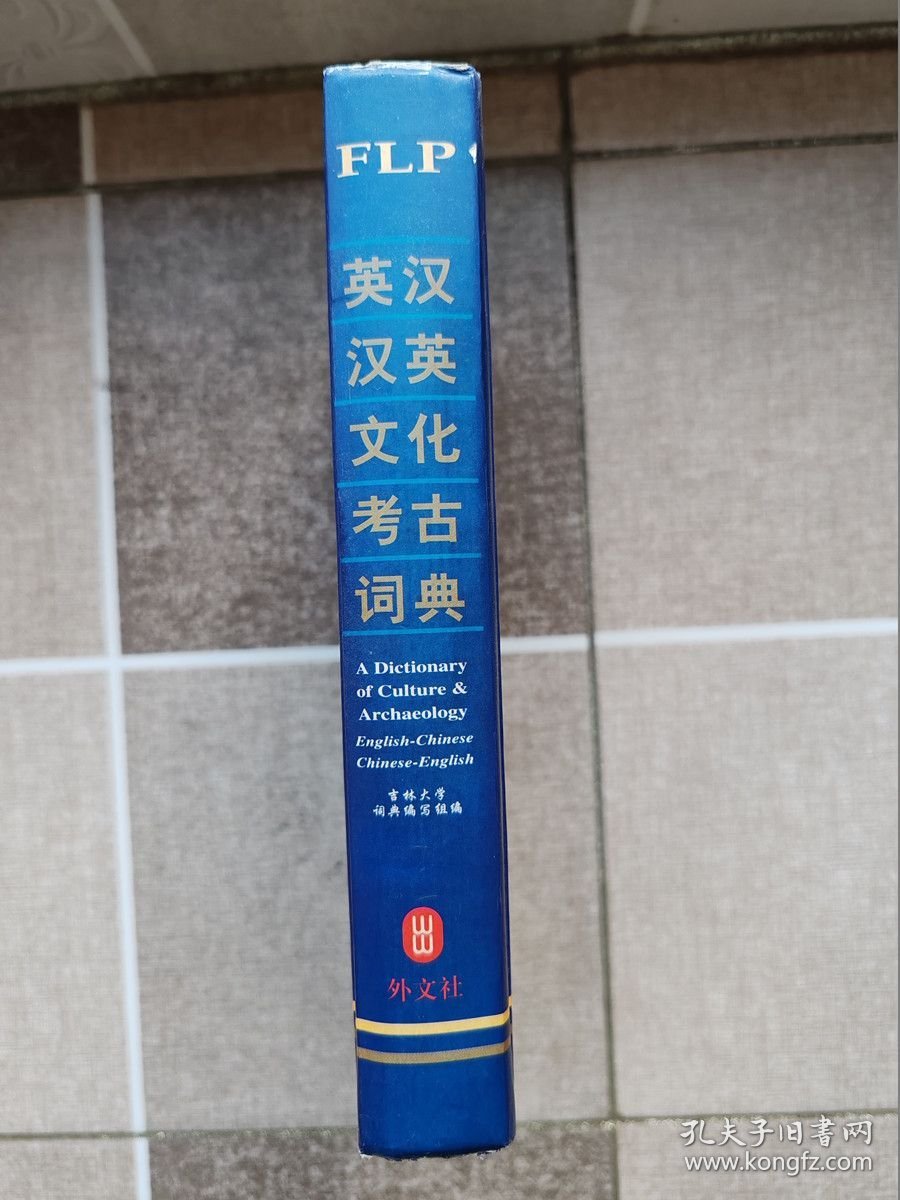 FLP
英汉
汉英
文化
考古
词典
A Dictionary
of Culture &
Archaeology
English-Chinese
Chinese-English
吉林大学
词典编写组编
外文社
孔夫子旧書网
www.kongfz.com